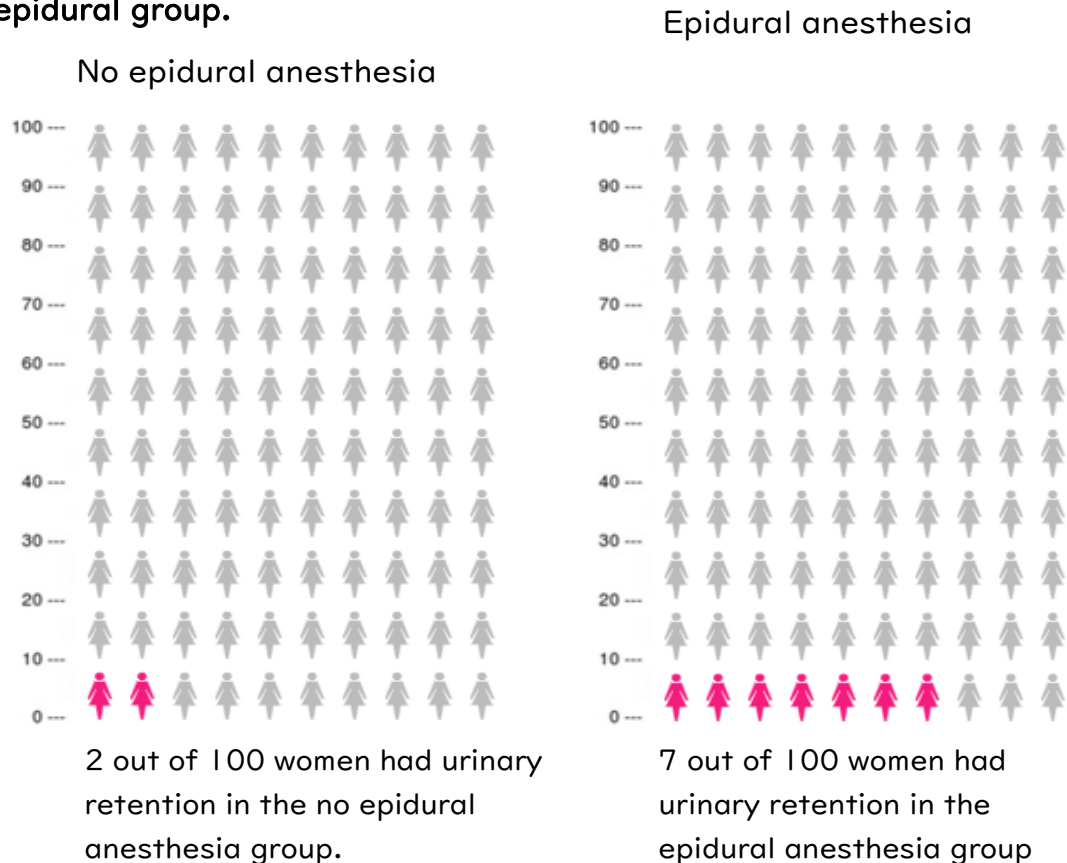 epidural group.
No epidural anesthesia
100 ---
90 ---
80 ---
70 ---
60 ---
50 ---
40 ---
30 ---
20 ---
10 ---
0 ---
2 out of 100 women had urinary
retention in the no epidural
anesthesia group.
Epidural anesthesia
100 ---
90 ---
80 ---
70 ---
60 ---
50 ---
40 ---
30 ---
20 ---
10 ---
0 ---
7 out of 100 women had
urinary retention in the
epidural anesthesia group